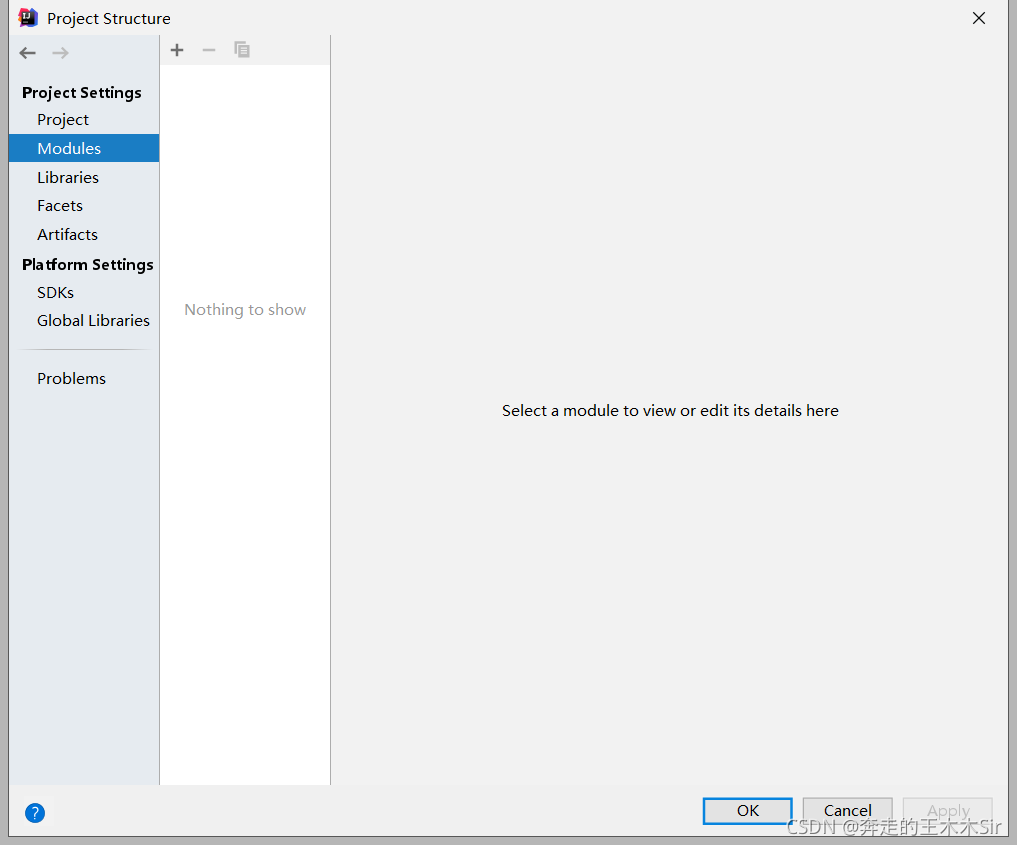 Project Structure
Project Settings
Project
Modules
Libraries
Facets
Artifacts
Platform Settings
SDKs
Global Libraries
Problems
Nothing to show
Select a module to view or edit its details here
?
OK
Cancel
Apply
CSDN @奔走的王木木Sir